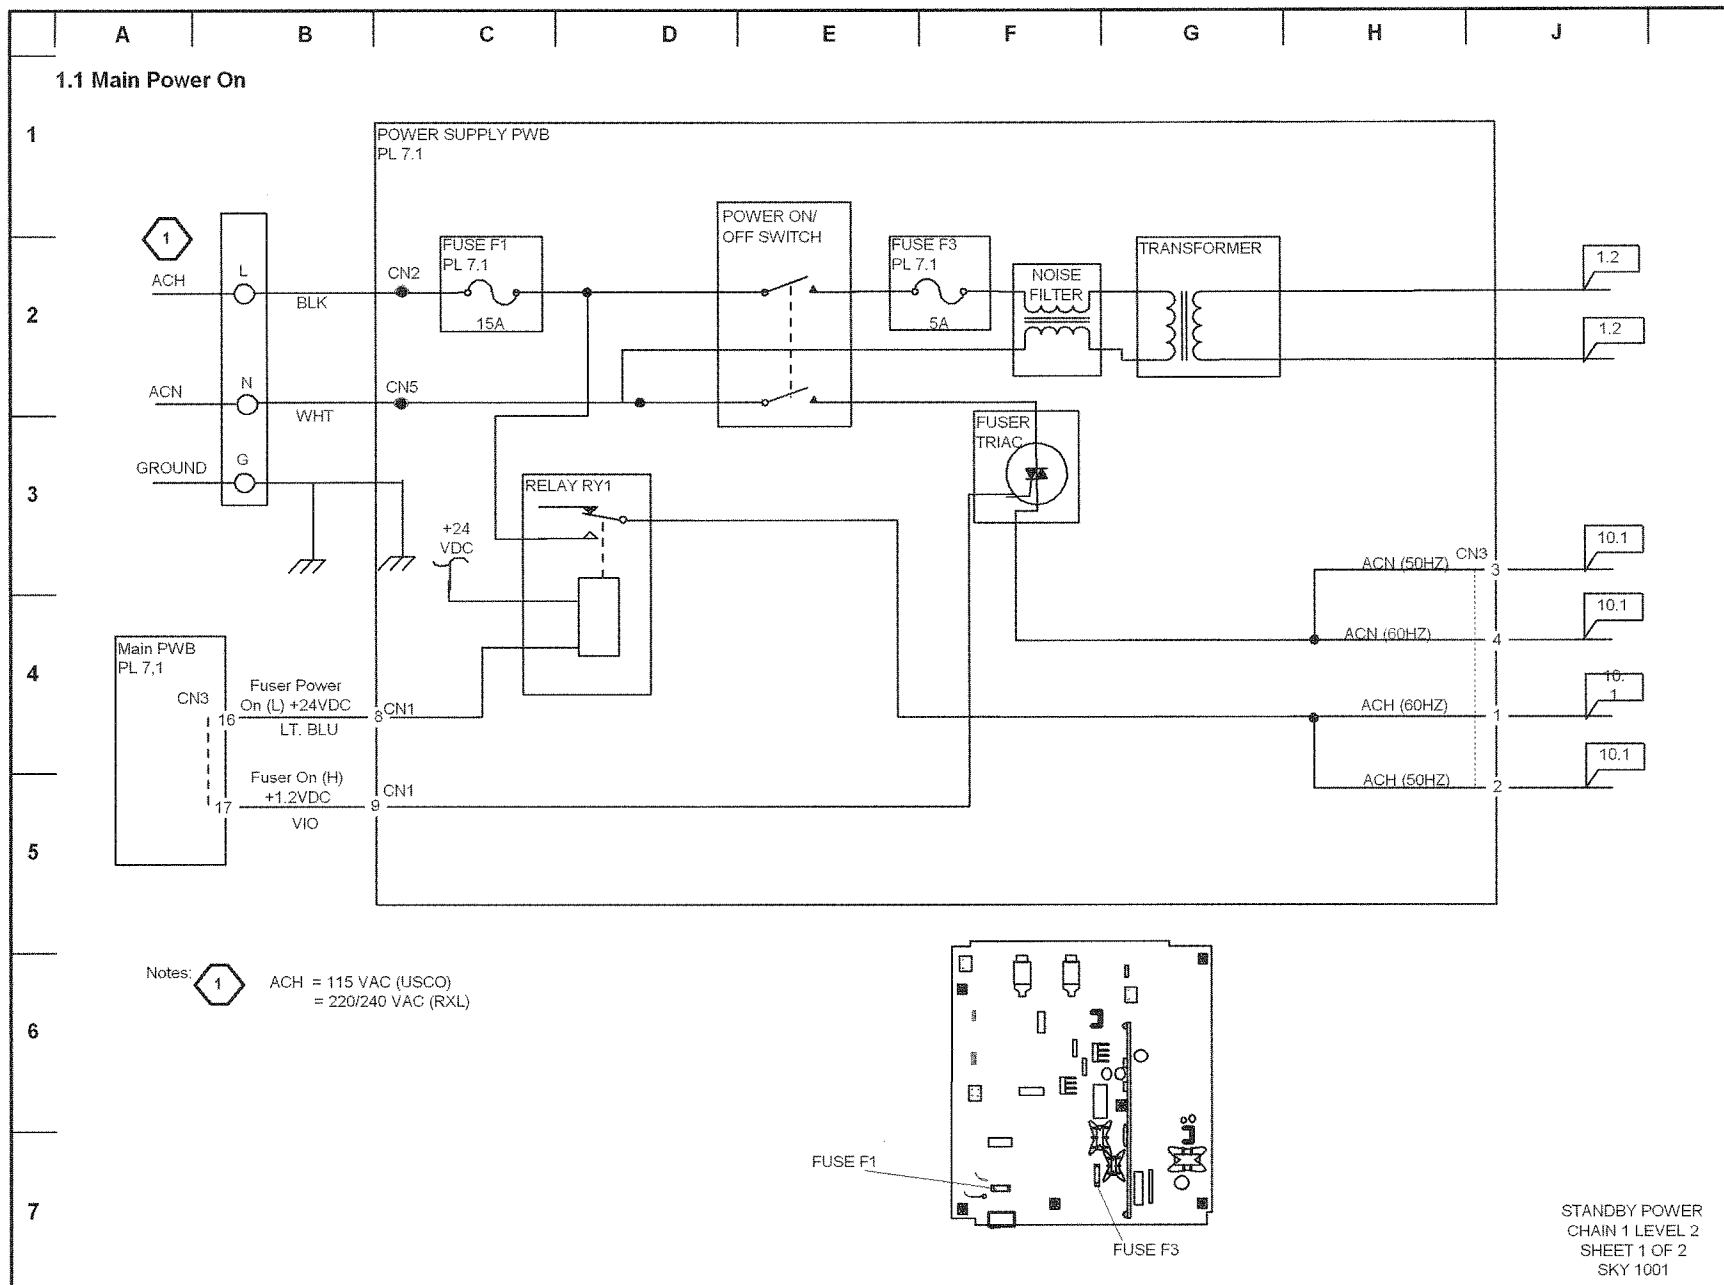 A B C D E F G H J
1.1 Main Power On
1
POWER SUPPLY PWB
PL 7.1
1
POWER ON/
OFF SWITCH
FUSE F1
PL 7.1
15A
FUSE F3
PL 7.1
5A
NOISE
FILTER
TRANSFORMER
1.2
1.2
ACH
L
BLK
CN2
2
ACN
N
WHT
CN5
GROUND
G
3
FUSER
TRIAC
RELAY RY1
+24
VDC
CN3
ACN (50HZ)
3
10.1
ACN (60HZ)
4
10.1
4
Main PWB
PL 7,1
CN3
16
Fuser Power
On (L) +24VDC
LT. BLU
8
CN1
ACH (60HZ)
1
10.
1
ACH (50HZ)
2
10.1
17
Fuser On (H)
+1.2VDC
VIO
9
CN1
5
Notes:
1
ACH = 115 VAC (USCO)
= 220/240 VAC (RXL)
6
FUSE F1
FUSE F3
7
STANDBY POWER
CHAIN 1 LEVEL 2
SHEET 1 OF 2
SKY 1001